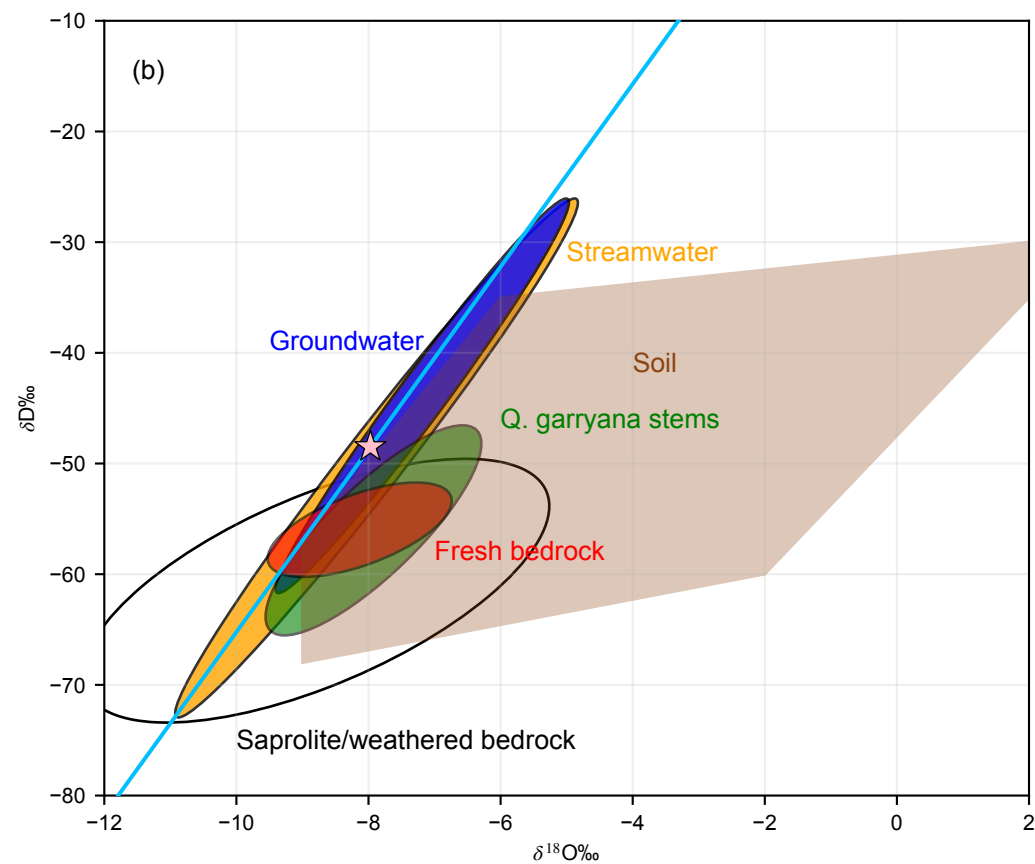 (b)
−10
−20
−30
−40
−50
−60
−70
−80
δD‰
Streamwater
Groundwater
Soil
Q. garryana stems
Fresh bedrock
Saprolite/weathered bedrock
−12 −10 −8 −6 −4 −2 0 2
δ¹⁸O‰